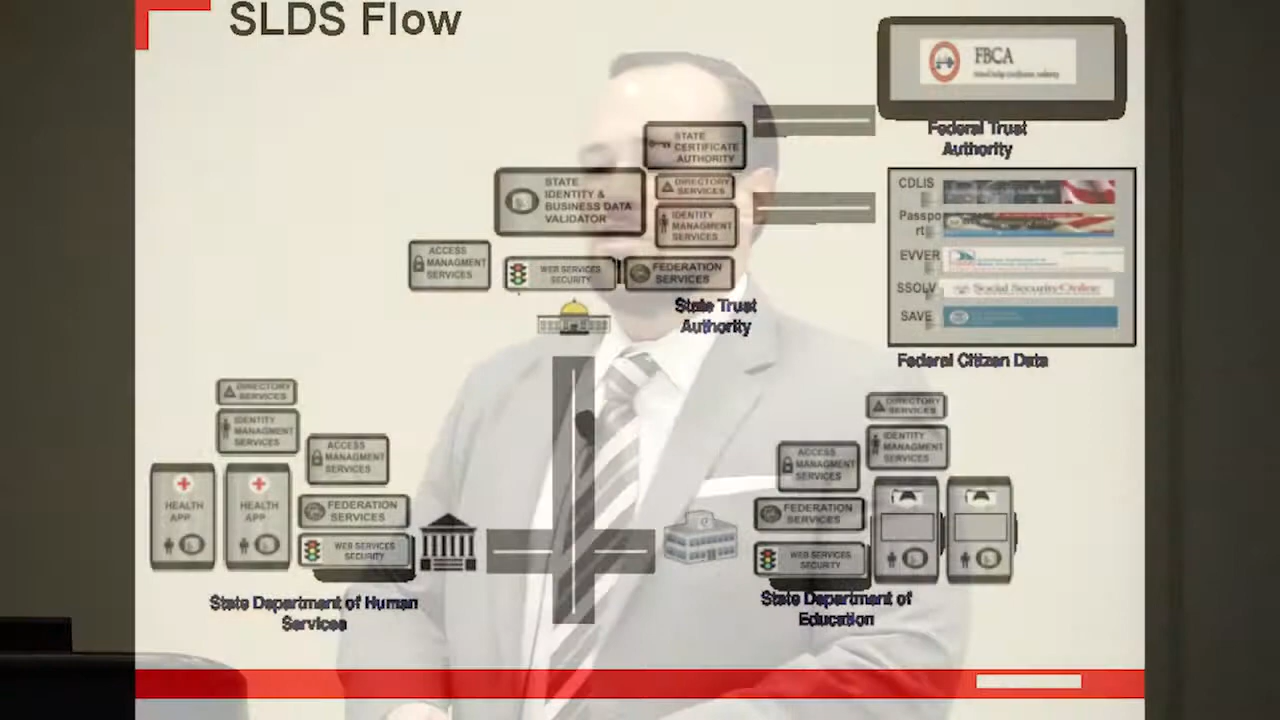 SLDS Flow
FBCA
Federal Trust
Authority
STATE
CERTIFICATE
AUTHORITY
DIRECTORY
SERVICES
STATE
IDENTITY &
BUSINESS DATA
VALIDATOR
IDENTITY
MANAGMENT
SERVICES
ACCESS
MANAGMENT
SERVICES
WEB SERVICES
SECURITY
FEDERATION
SERVICES
State Trust
Authority
CDLIS
Passpo
rt
EVVER
SSOLV
Social Security Online
SAVE
Federal Citizen Data
DIRECTORY
SERVICES
IDENTITY
MANAGMENT
SERVICES
ACCESS
MANAGMENT
SERVICES
HEALTH
APP
HEALTH
APP
FEDERATION
SERVICES
WEB SERVICES
SECURITY
State Department of Human
Services
DIRECTORY
SERVICES
IDENTITY
MANAGMENT
SERVICES
ACCESS
MANAGMENT
SERVICES
FEDERATION
SERVICES
WEB SERVICES
SECURITY
State Department of
Education